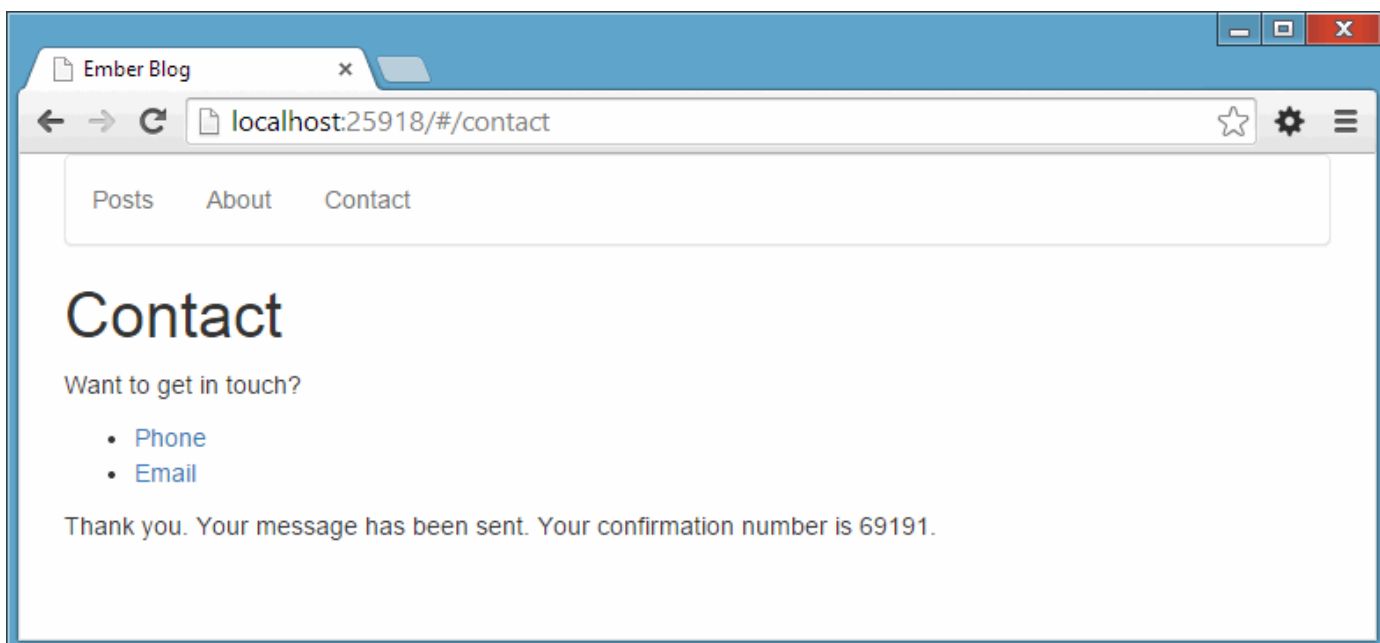 Ember Blog
localhost:25918/#/contact
Posts About Contact
Contact
Want to get in touch?
Phone
Email
Thank you. Your message has been sent. Your confirmation number is 69191.